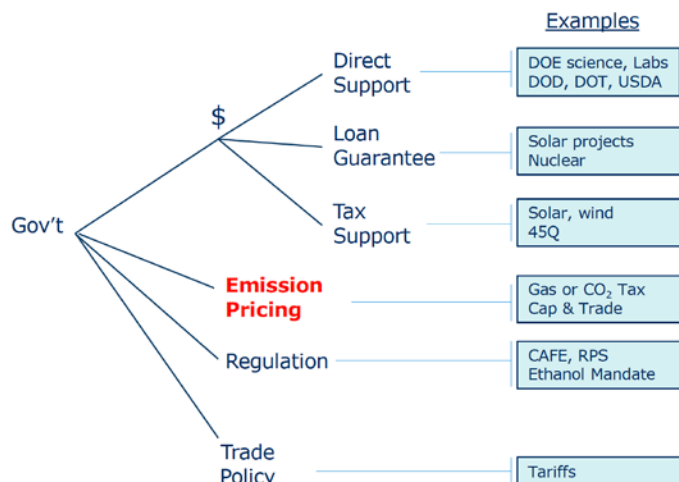 Examples
Direct
Support
DOE science, Labs
DOD, DOT, USDA
$
Loan
Guarantee
Solar projects
Nuclear
Gov't
Tax
Support
Solar, wind
45Q
Emission
Pricing
Gas or CO₂ Tax
Cap & Trade
Regulation
CAFE, RPS
Ethanol Mandate
Trade
Policy
Tariffs